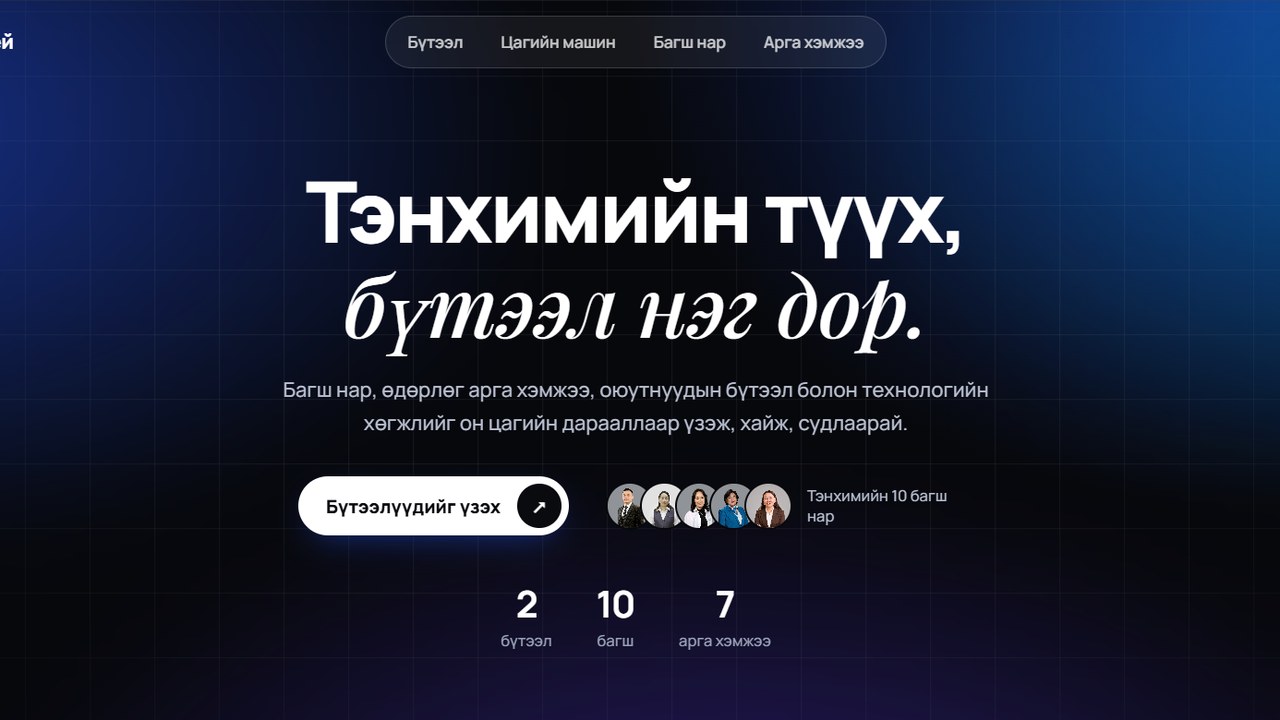 Бүтээл
Цагийн машин
Багш нар
Арга хэмжээ
Тэнхимийн түүх,
бүтээл нэг дор.
Багш нар, өдөрлөг арга хэмжээ, оюутнуудын бүтээл болон технологийн
хөгжлийг он цагийн дарааллаар үзэж, хайж, судлаарай.
Бүтээлүүдийг үзэх
Тэнхимийн 10 багш
нар
2
бүтээл
10
багш
7
арга хэмжээ